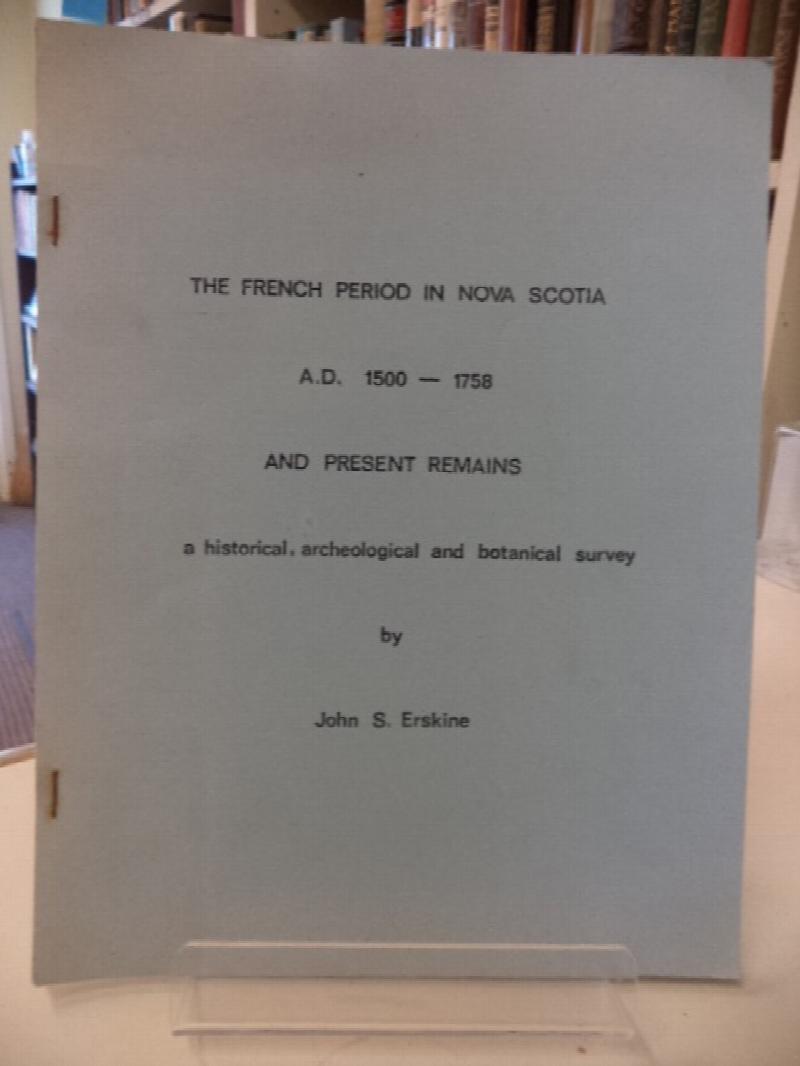 THE FRENCH PERIOD IN NOVA SCOTIA
A.D. 1500 — 1758
AND PRESENT REMAINS
a historical, archeological and botanical survey
by
John S. Erskine